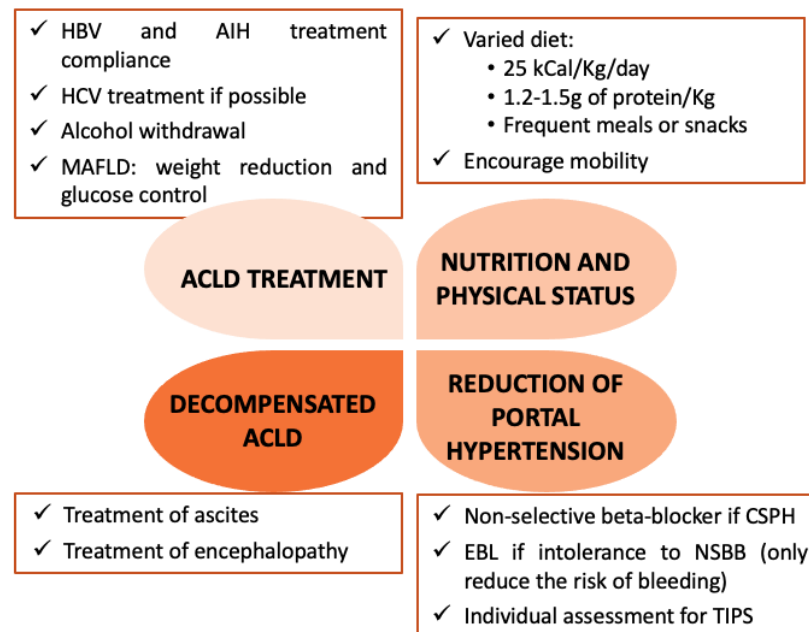 ✓ HBV and AIH treatment
compliance
✓ HCV treatment if possible
✓ Alcohol withdrawal
✓ MAFLD: weight reduction and
glucose control
✓ Varied diet:
• 25 kCal/Kg/day
• 1.2-1.5g of protein/Kg
• Frequent meals or snacks
✓ Encourage mobility
ACLD TREATMENT
NUTRITION AND
PHYSICAL STATUS
DECOMPENSATED
ACLD
REDUCTION OF
PORTAL
HYPERTENSION
✓ Treatment of ascites
✓ Treatment of encephalopathy
✓ Non-selective beta-blocker if CSPH
✓ EBL if intolerance to NSBB (only
reduce the risk of bleeding)
✓ Individual assessment for TIPS